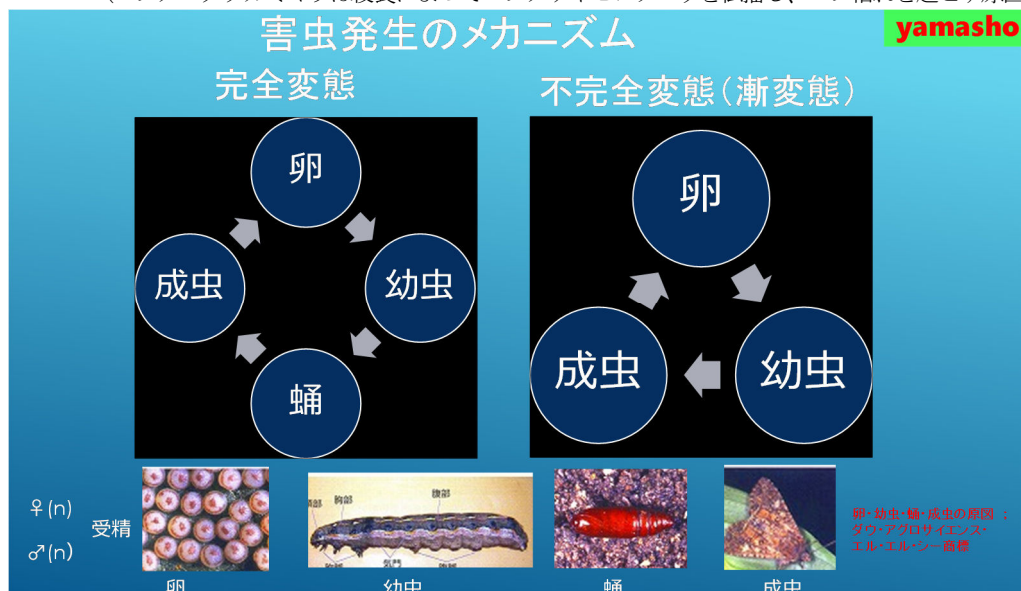 害虫発生のメカニズム
yamasho
完全変態
不完全変態(漸変態)
卵
幼虫
蛹
成虫
卵
幼虫
成虫
♀(n)
♂(n)
受精
胸部
腹部
卵
幼虫
蛹
成虫
卵・幼虫・蛹・成虫の原図 ;
ダウ・アグロサイエンス・
エル・エル・シー商標